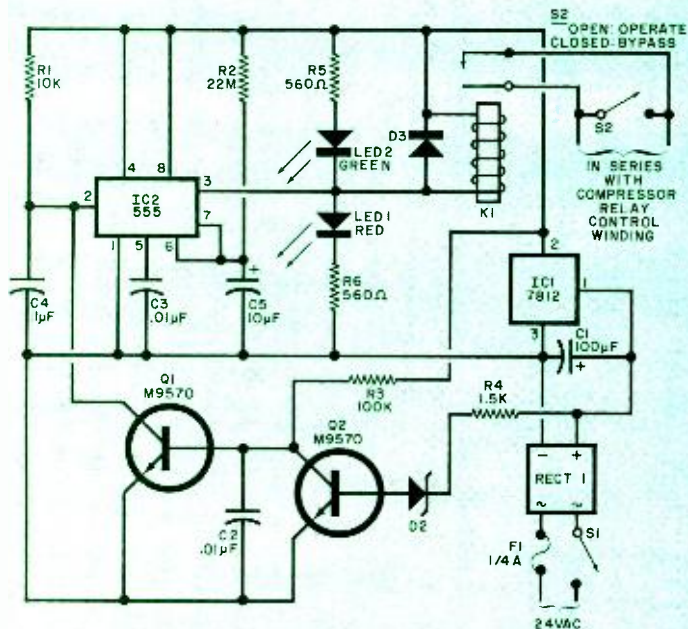 S2
OPEN: OPERATE
CLOSED: BYPASS
R1
10K
R2
22M
R5
560Ω
D3
S2
4
8
LED2
GREEN
2
3
IC2
555
7
K1
IN SERIES
WITH
COMPRESSOR
RELAY
CONTROL
WINDING
1
5
6
LED1
RED
2
IC1
7812
1
C4
.1µF
C3
.01µF
+
C5
10µF
R6
560Ω
3
C1
100µF
+
Q1
M9570
R3
100K
R4
1.5K
Q2
M9570
- +
RECT 1
~ ~
D2
C2
.01µF
F1
1/4 A
S1
24VAC